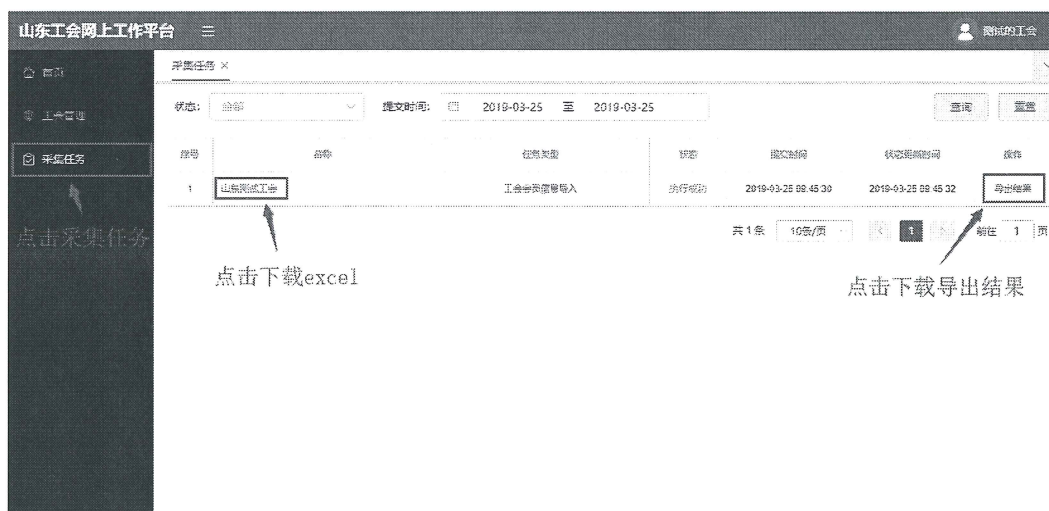 山东工会网上工作平台
测试的工会
首页
工会管理
采集任务
采集任务 ×
状态： 全部 提交时间： 2019-03-25 至 2019-03-25 查询 重置
序号 名称 任务类型 状态 提交时间 状态更新时间 操作
1 山东测试工会 工会会员信息导入 执行成功 2019-03-25 09:45:30 2019-03-25 09:45:32 导出结果
共 1 条 10条/页 1 前往 1 页
点击采集任务
点击下载excel
点击下载导出结果